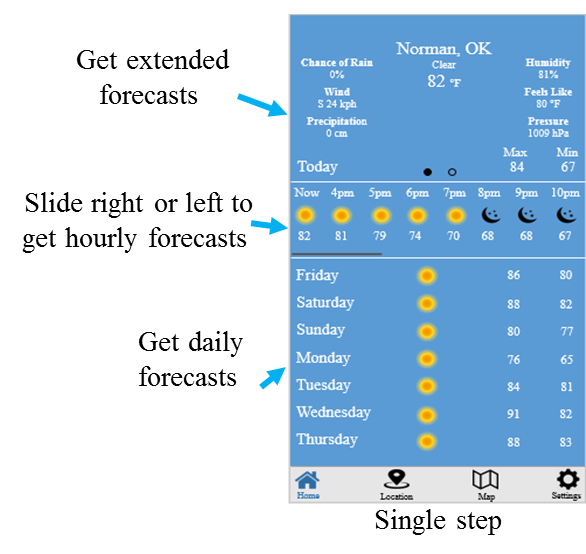 Get extended
forecasts
Norman, OK
Clear
82 °F
Chance of Rain
0%
Wind
S 24 kph
Precipitation
0 cm
Humidity
81%
Feels Like
80 °F
Pressure
1009 hPa
Today
Max Min
84 67
Slide right or left to
get hourly forecasts
Now 4pm 5pm 6pm 7pm 8pm 9pm 10pm
82 81 79 74 70 68 68 67
Get daily
forecasts
Friday 86 80
Saturday 88 82
Sunday 80 77
Monday 76 65
Tuesday 84 81
Wednesday 91 82
Thursday 88 83
Home Location Map Settings
Single step